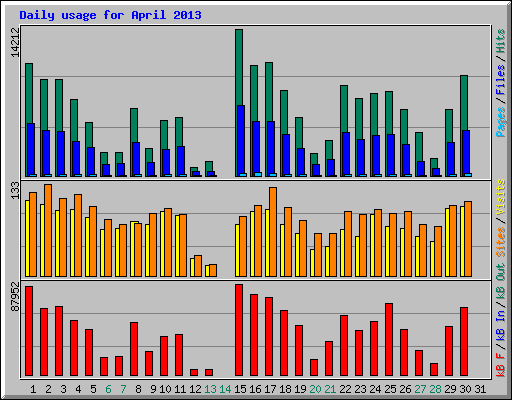 Daily usage for April 2013
14212
Pages / Files / Hits
133
Sites / Visits
87952
kB F / kB In / kB Out
1 2 3 4 5 6 7 8 9 10 11 12 13 14 15 16 17 18 19 20 21 22 23 24 25 26 27 28 29 30 31